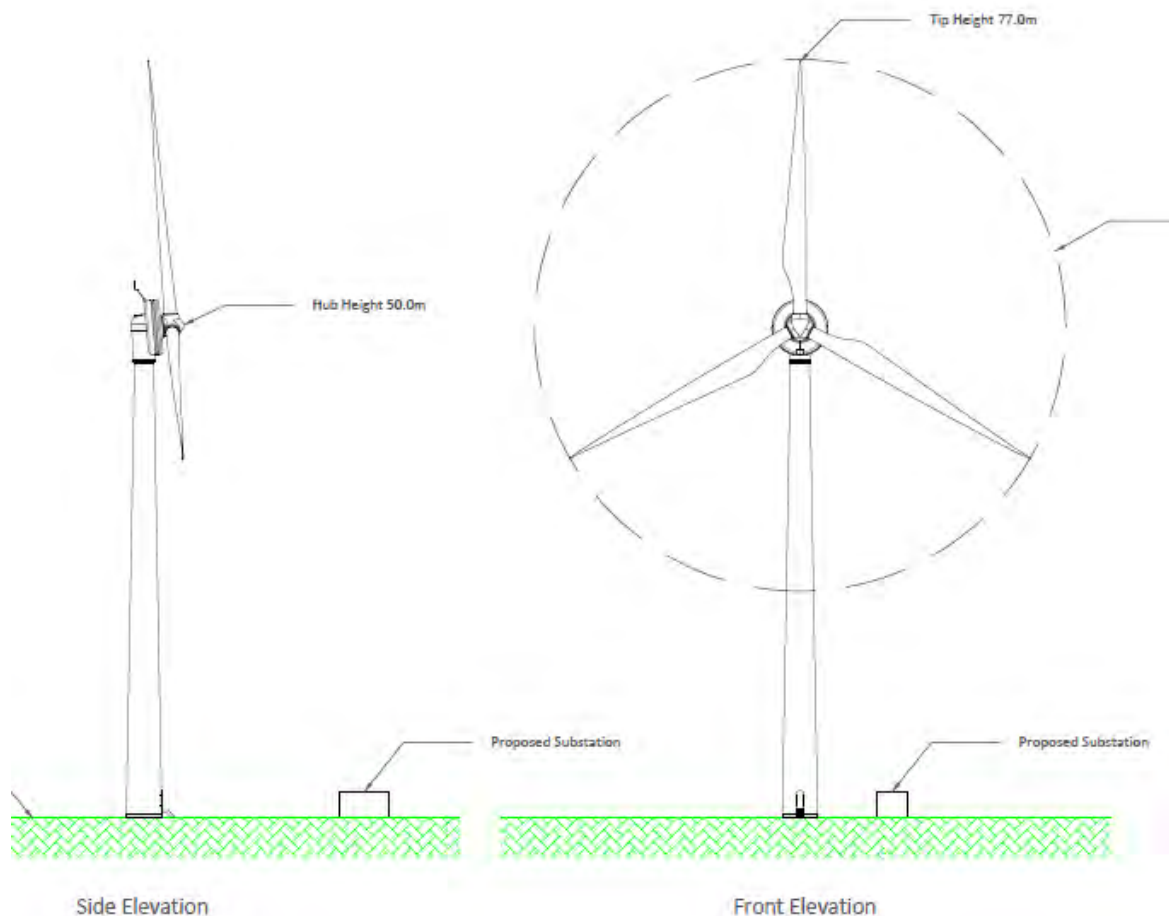 Tip Height 77.0m
Hub Height 50.0m
Proposed Substation
Proposed Substation
Side Elevation
Front Elevation